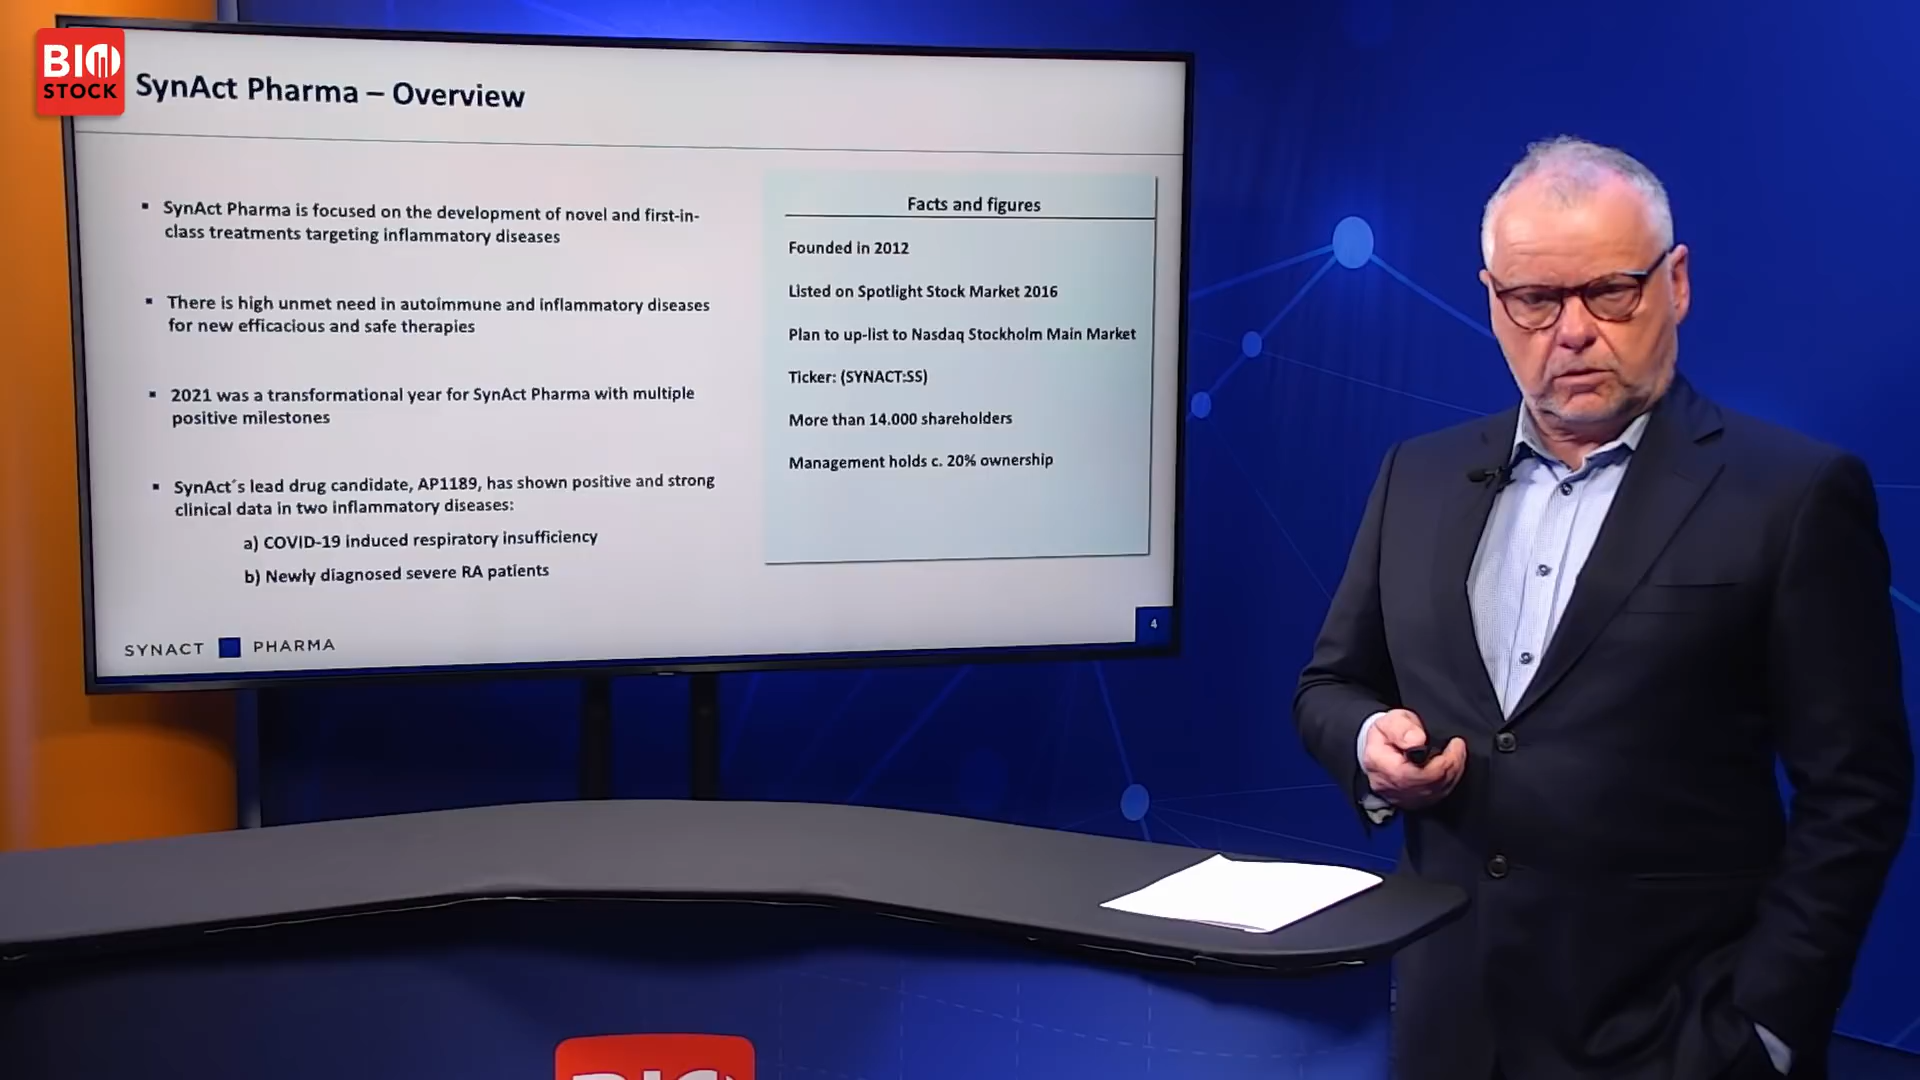 BIO
STOCK
SynAct Pharma – Overview
▪ SynAct Pharma is focused on the development of novel and first-in-
class treatments targeting inflammatory diseases
▪ There is high unmet need in autoimmune and inflammatory diseases
for new efficacious and safe therapies
▪ 2021 was a transformational year for SynAct Pharma with multiple
positive milestones
▪ SynAct´s lead drug candidate, AP1189, has shown positive and strong
clinical data in two inflammatory diseases:
a) COVID-19 induced respiratory insufficiency
b) Newly diagnosed severe RA patients
Facts and figures
Founded in 2012
Listed on Spotlight Stock Market 2016
Plan to up-list to Nasdaq Stockholm Main Market
Ticker: (SYNACT:SS)
More than 14.000 shareholders
Management holds c. 20% ownership
SYNACT PHARMA
4